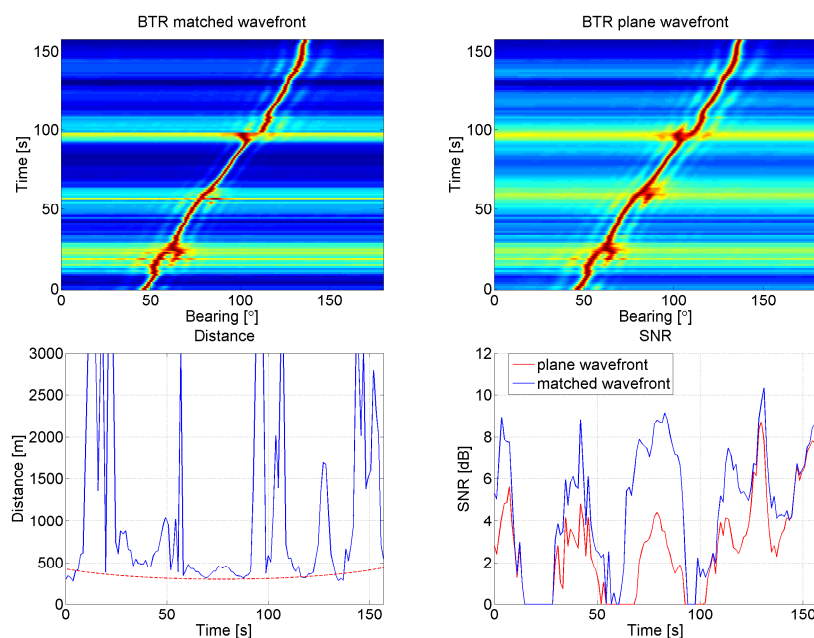 BTR matched wavefront
150
100
50
0
Time [s]
0 50 100 150
Bearing [°]
BTR plane wavefront
150
100
50
0
Time [s]
0 50 100 150
Bearing [°]
Distance
3000
2500
2000
1500
1000
500
0
Distance [m]
0 50 100 150
Time [s]
SNR
12
10
8
6
4
2
0
SNR [dB]
plane wavefront
matched wavefront
0 50 100 150
Time [s]